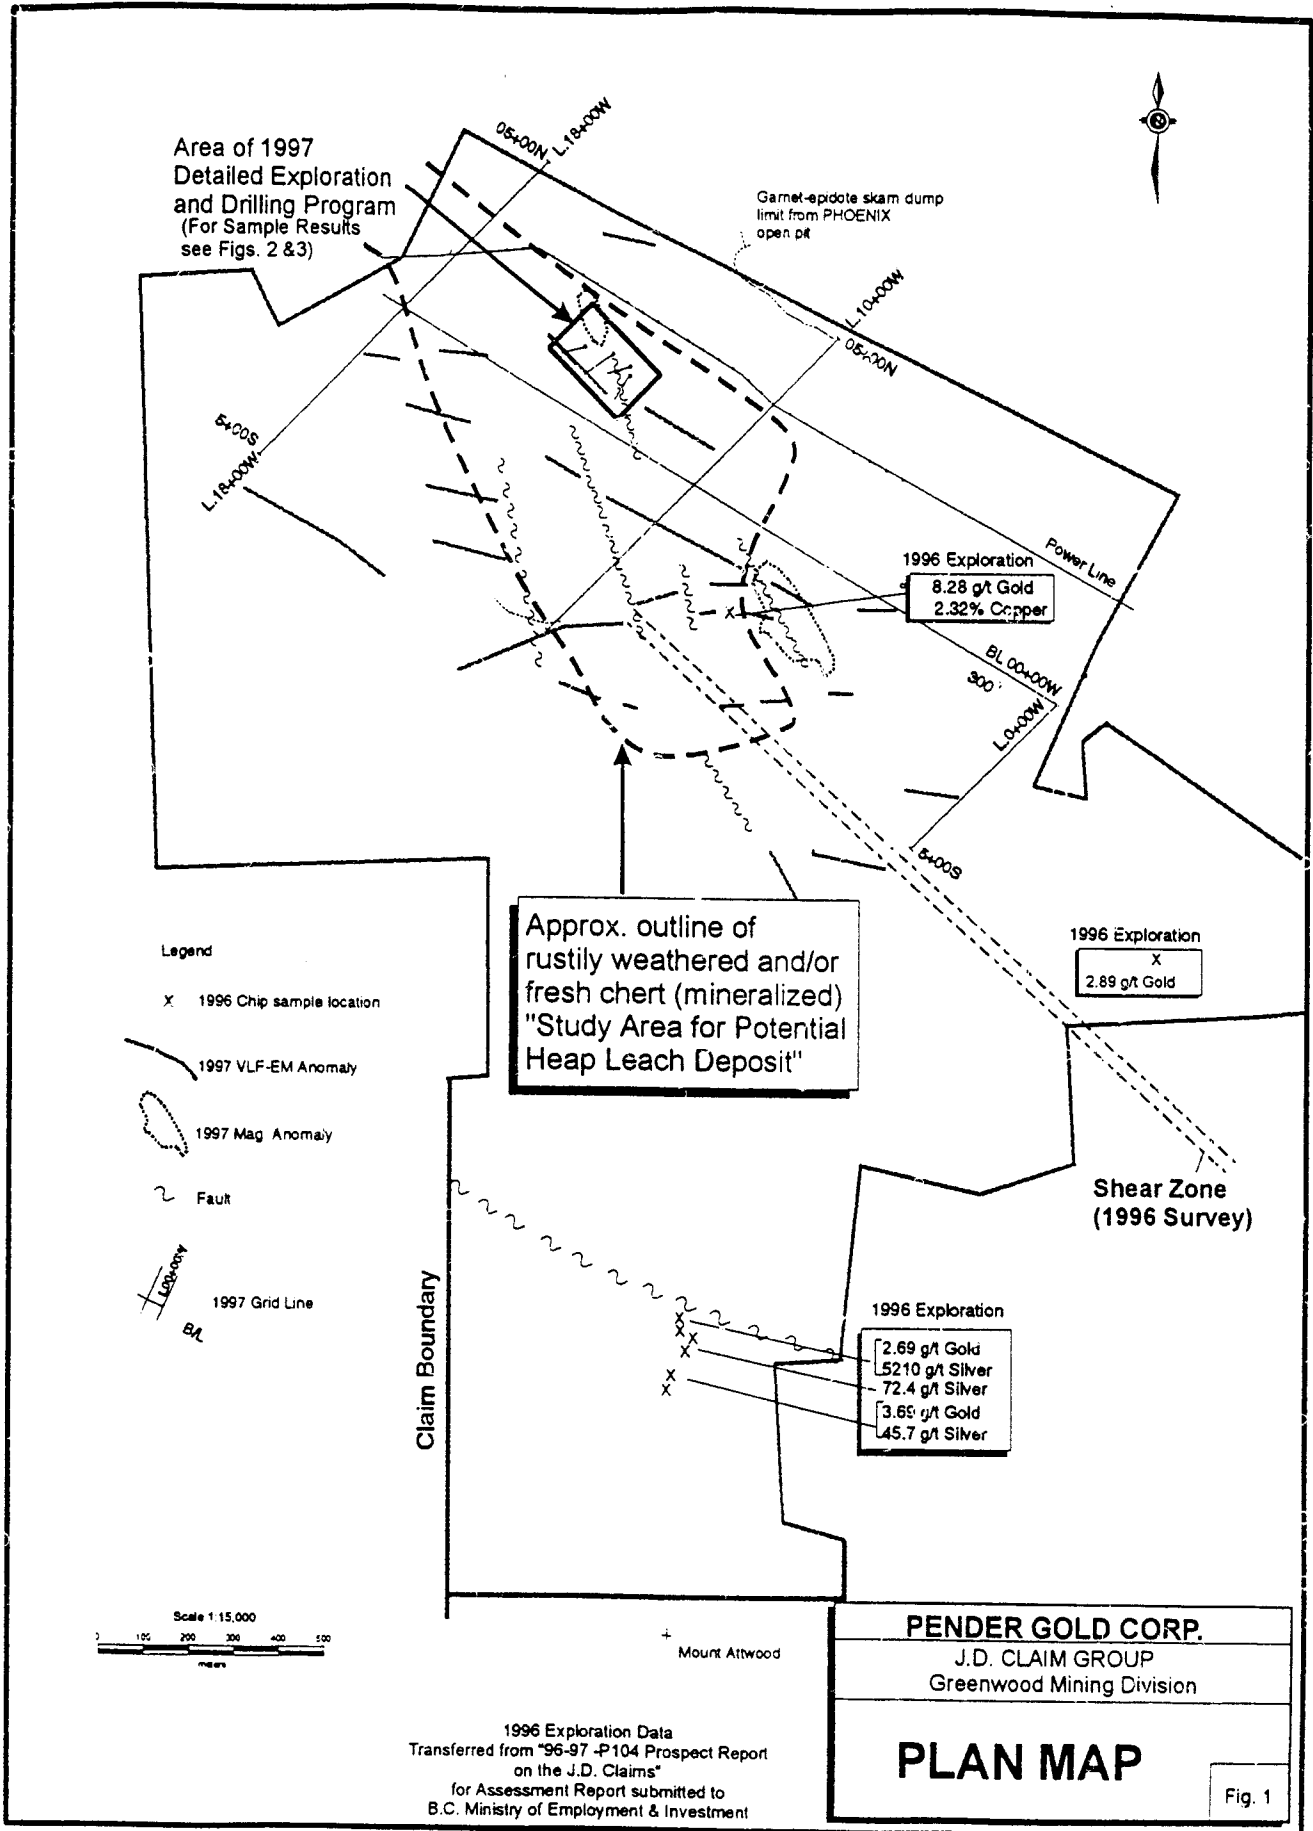 05+00N
L.18+00W
Area of 1997
Detailed Exploration
and Drilling Program
(For Sample Results
see Figs. 2 &3)
Garnet-epidote skarn dump
limit from PHOENIX
open pit
L.10+00W
05+00N
5+00S
L.18+00W
Power Line
1996 Exploration
8.28 g/t Gold
2.32% Copper
BL 00+00W
300°
L.0+00W
5+00S
Approx. outline of
rustily weathered and/or
fresh chert (mineralized)
"Study Area for Potential
Heap Leach Deposit"
1996 Exploration
X
2.89 g/t Gold
Legend
X 1996 Chip sample location
1997 VLF-EM Anomaly
1997 Mag Anomaly
Fault
L00+00W
1997 Grid Line
B/L
Claim Boundary
Shear Zone
(1996 Survey)
1996 Exploration
2.69 g/t Gold
5210 g/t Silver
72.4 g/t Silver
3.69 g/t Gold
45.7 g/t Silver
Scale 1:15,000
0 100 200 300 400 500
meters
Mount Attwood
1996 Exploration Data
Transferred from "96-97 -P104 Prospect Report
on the J.D. Claims"
for Assessment Report submitted to
B.C. Ministry of Employment & Investment
PENDER GOLD CORP.
J.D. CLAIM GROUP
Greenwood Mining Division
PLAN MAP
Fig. 1